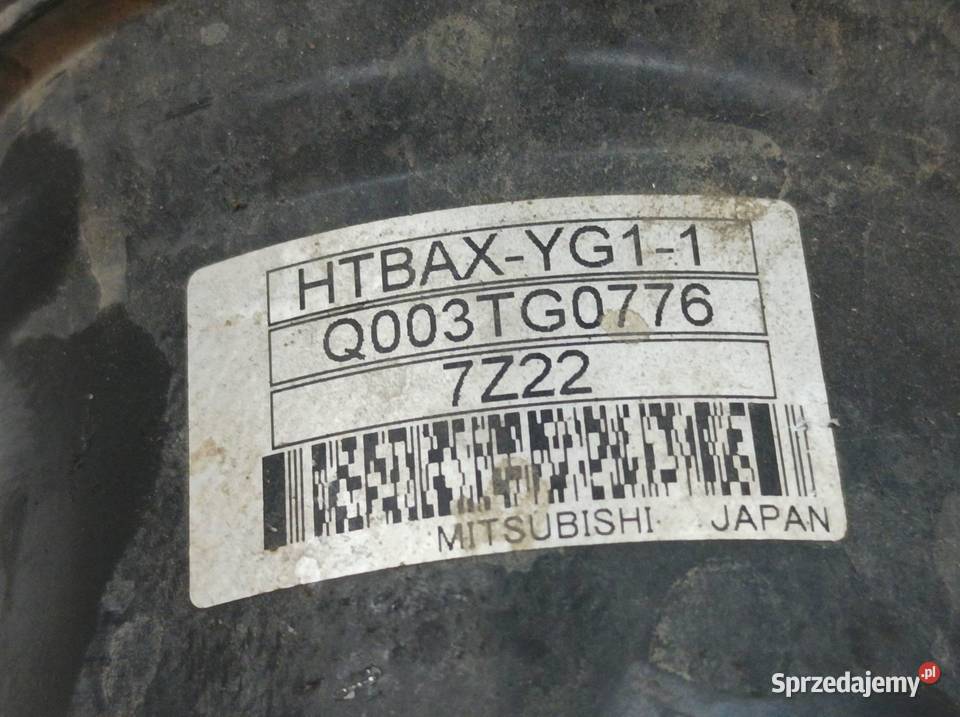 HTBAX-YG1-1
Q003TG0776
7Z22
MITSUBISHI JAPAN
Sprzedajemy.pl